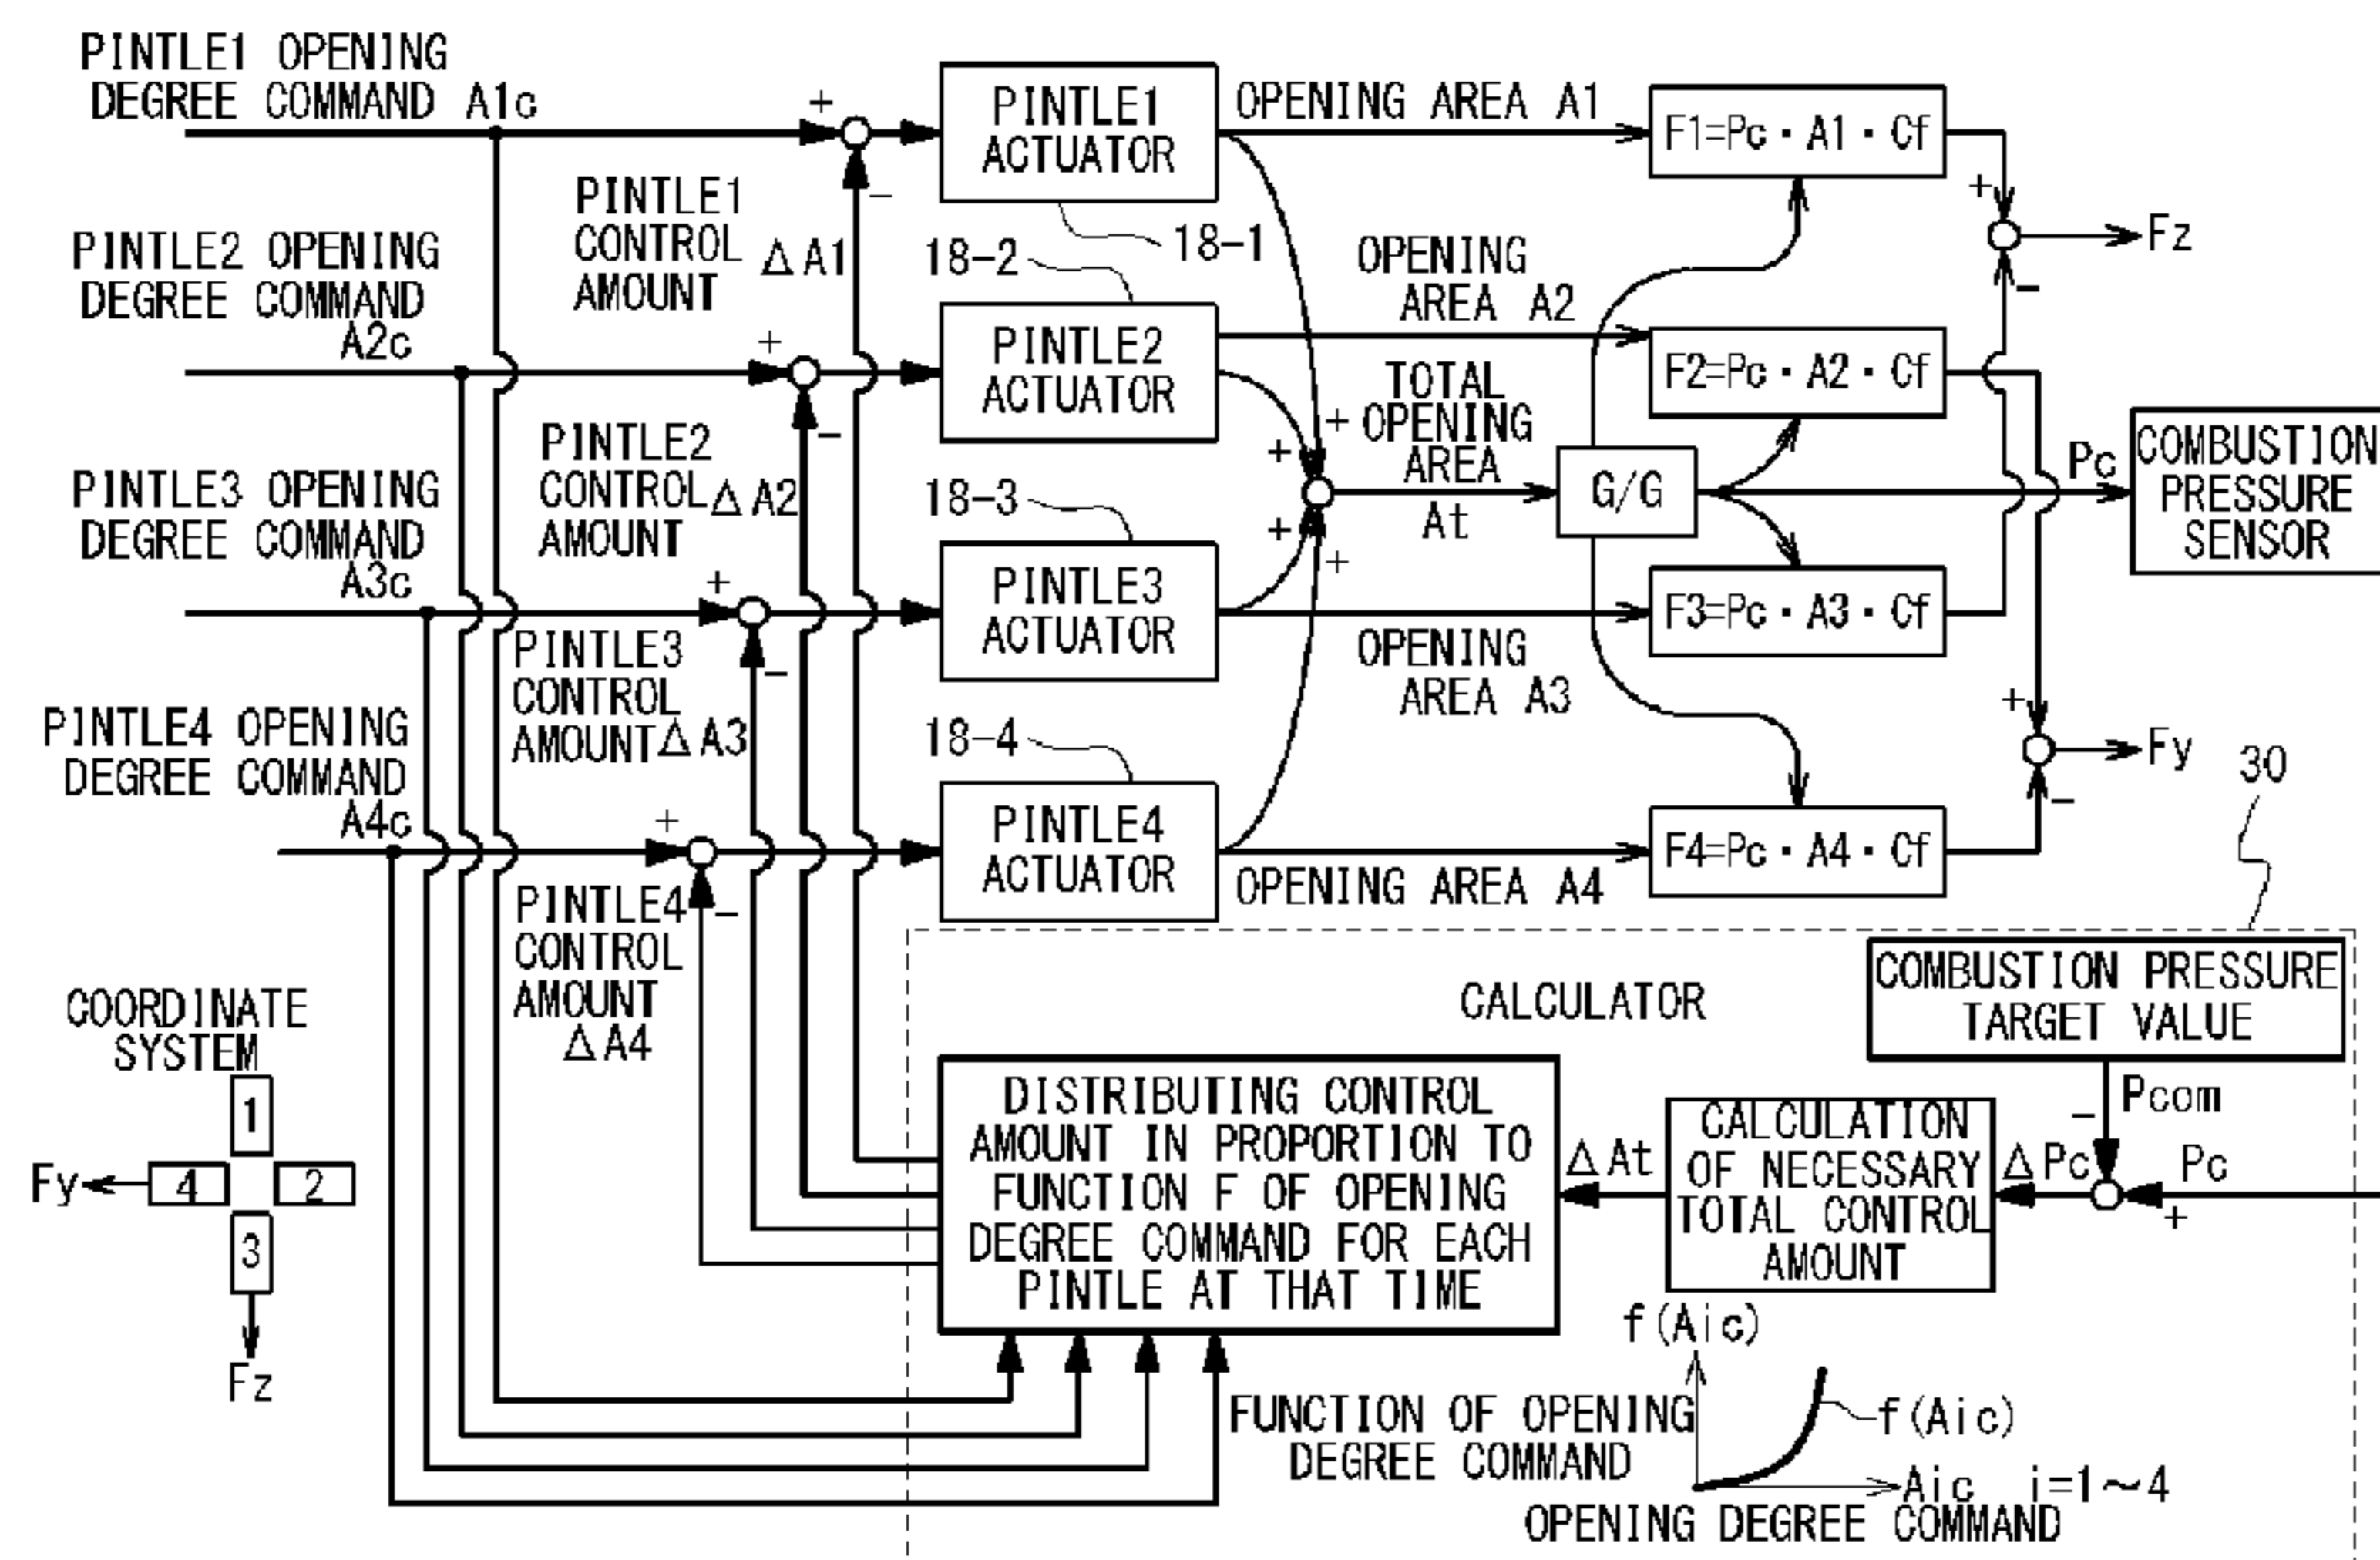 PINTLE1 OPENING
DEGREE COMMAND A1c
+
-
PINTLE1
ACTUATOR
OPENING AREA A1
F1=Pc・A1・Cf
+
-
Fz
PINTLE1
CONTROL
AMOUNT
ΔA1
18-1
PINTLE2 OPENING
DEGREE COMMAND
A2c
+
-
18-2
PINTLE2
ACTUATOR
OPENING
AREA A2
F2=Pc・A2・Cf
PINTLE2
CONTROL
AMOUNT
ΔA2
TOTAL
OPENING
AREA
At
+
+
+
+
G/G
Pc
COMBUSTION
PRESSURE
SENSOR
PINTLE3 OPENING
DEGREE COMMAND
A3c
+
-
18-3
PINTLE3
ACTUATOR
OPENING
AREA A3
F3=Pc・A3・Cf
PINTLE3
CONTROL
AMOUNT ΔA3
+
-
Fy
PINTLE4 OPENING
DEGREE COMMAND
A4c
+
-
18-4
PINTLE4
ACTUATOR
OPENING AREA A4
F4=Pc・A4・Cf
PINTLE4
CONTROL
AMOUNT
ΔA4
30
CALCULATOR
COMBUSTION PRESSURE
TARGET VALUE
Pcom
-
Pc
+
ΔPc
CALCULATION
OF NECESSARY
TOTAL CONTROL
AMOUNT
ΔAt
DISTRIBUTING CONTROL
AMOUNT IN PROPORTION TO
FUNCTION F OF OPENING
DEGREE COMMAND FOR EACH
PINTLE AT THAT TIME
COORDINATE
SYSTEM
1
Fy
4
2
3
Fz
f(Aic)
FUNCTION OF OPENING
DEGREE COMMAND
f(Aic)
Aic i=1~4
OPENING DEGREE COMMAND